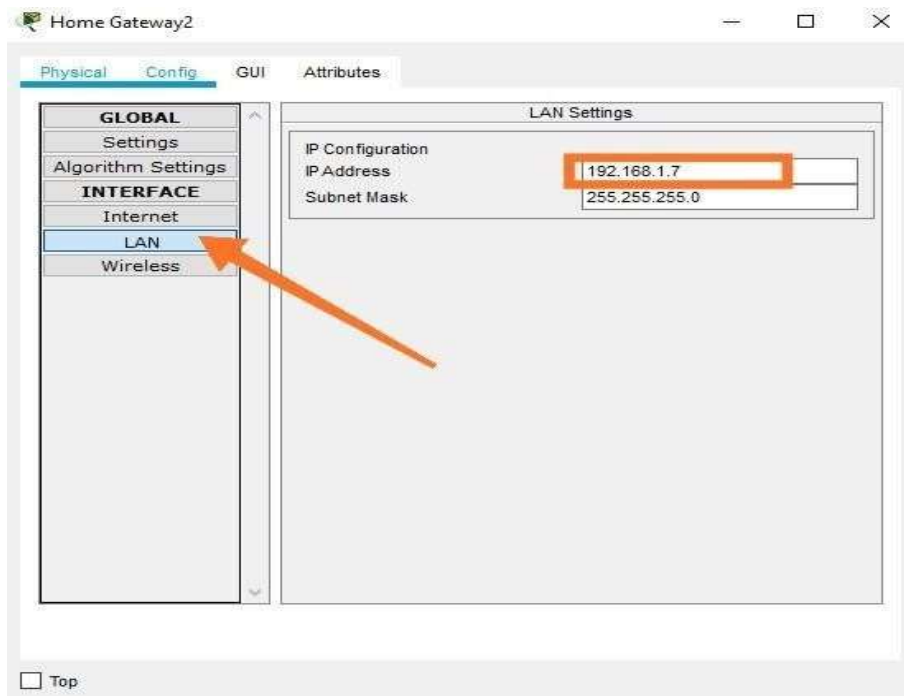 Home Gateway2
Physical Config GUI Attributes
GLOBAL
Settings
Algorithm Settings
INTERFACE
Internet
LAN
Wireless
LAN Settings
IP Configuration
IP Address 192.168.1.7
Subnet Mask 255.255.255.0
Top